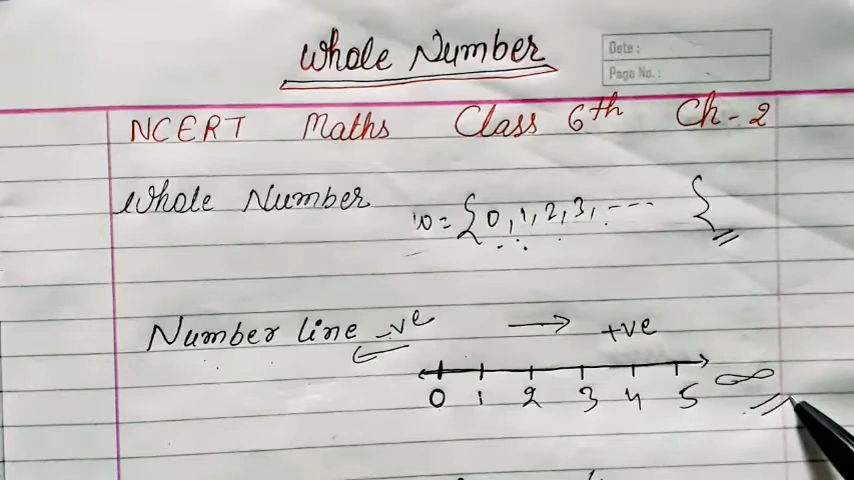 Whole Number
Date :
Page No. :
NCERT Maths Class 6th Ch - 2
Whole Number w = { 0, 1, 2, 3, ---- }
Number line -ve → +ve
0 1 2 3 4 5 ∞